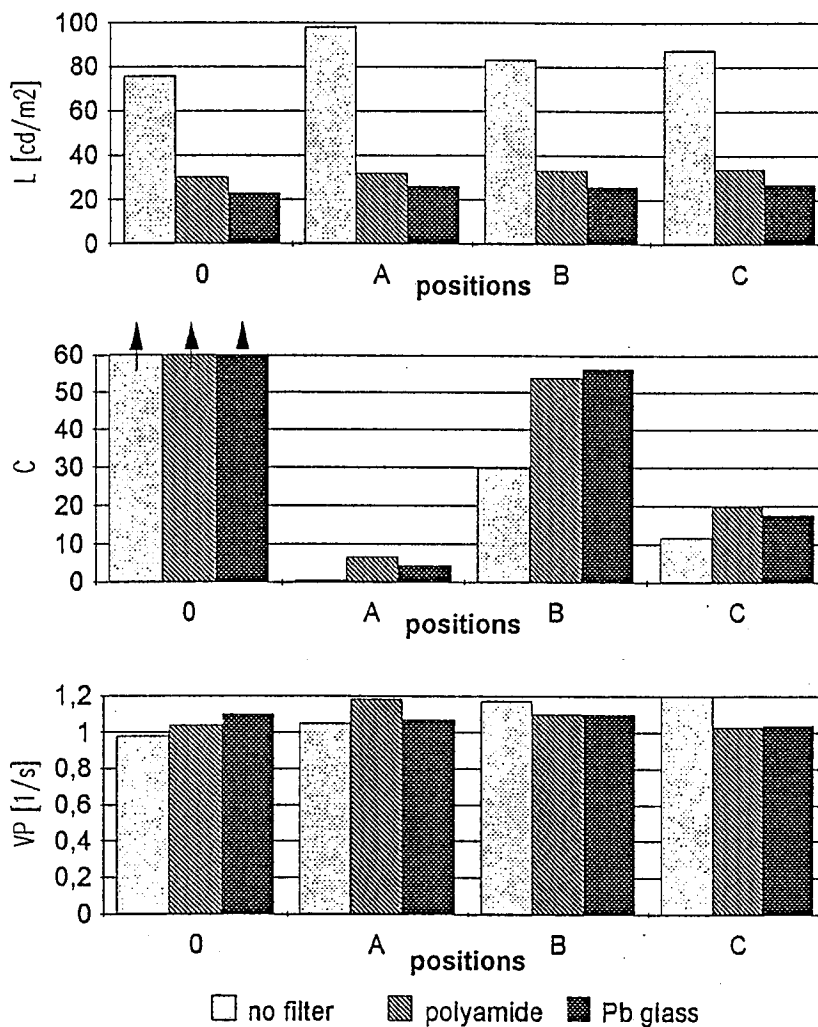 L [cd/m2]
100
80
60
40
20
0
0 A B C
positions
C
60
50
40
30
20
10
0
0 A B C
positions
VP [1/s]
1,2
1
0,8
0,6
0,4
0,2
0
0 A B C
positions
no filter polyamide Pb glass